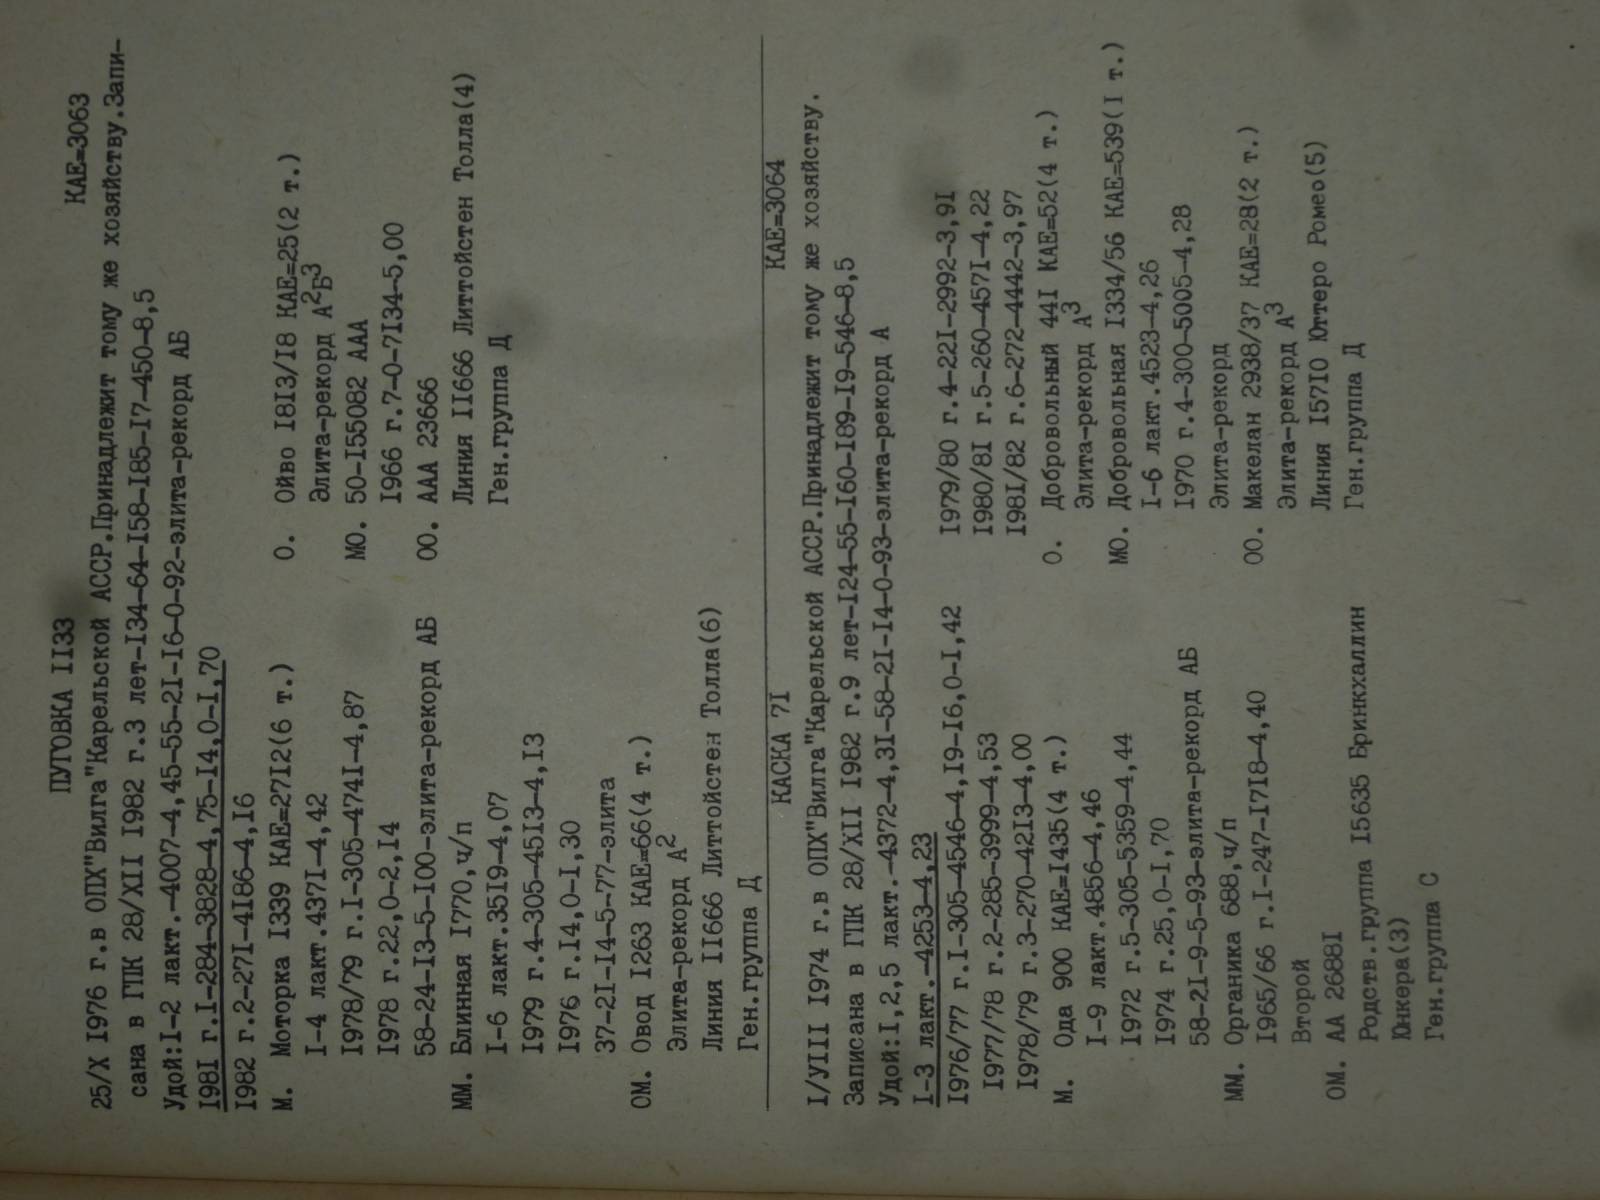 ПУГОВКА II33 КАЕ=3063
25/X I976 г.в ОПХ"Вилга"Карельской АССР.Принадлежит тому же хозяйству.Запи-
сана в ГПК 28/XII I982 г.3 лет-I34-64-I58-I85-I7-450-8,5
Удой:I-2 лакт.-4007-4,45-55-2I-I6-0-92-элита-рекорд АБ
I98I г.I-284-3828-4,75-I4,0-I,70
I982 г.2-27I-4I86-4,I6
М. Моторка I339 КАЕ=27I2(6 т.)
I-4 лакт.437I-4,42
I978/79 г.I-305-474I-4,87
I978 г.22,0-2,I4
58-24-I3-5-I00-элита-рекорд АБ
ММ. Блинная I770,ч/п
I-6 лакт.35I9-4,07
I979 г.4-305-45I3-4,I3
I976 г.I4,0-I,30
37-2I-I4-5-77-элита
ОМ. Овод I263 КАЕ=66(4 т.)
Элита-рекорд А²
Линия II666 Литтойстен Толла(6)
Ген.группа Д
О. Ойво I8I3/I8 КАЕ=25(2 т.)
Элита-рекорд А²Б³
МО. 50-I55082 ААА
I966 г.7-0-7I34-5,00
ОО. ААА 23666
Линия II666 Литтойстен Толла(4)
Ген.группа Д
КАСКА 7I КАЕ=3064
I/УIII I974 г.в ОПХ"Вилга"Карельской АССР.Принадлежит тому же хозяйству.
Записана в ГПК 28/XII I982 г.9 лет-I24-55-I60-I89-I9-546-8,5
Удой:I,2,5 лакт.-4372-4,3I-58-2I-I4-0-93-элита-рекорд А
I-3 лакт.-4253-4,23
I976/77 г.I-305-4546-4,I9-I6,0-I,42
I977/78 г.2-285-3999-4,53
I978/79 г.3-270-42I3-4,00
М. Ода 900 КАЕ=I435(4 т.)
I-9 лакт.4856-4,46
I972 г.5-305-5359-4,44
I974 г.25,0-I,70
58-2I-9-5-93-элита-рекорд АБ
ММ. Органика 688,ч/п
I965/66 г.I-247-I7I8-4,40
Второй
ОМ. АА 2688I
Родств.группа I5635 Бринкхаллин
Юнкера(3)
Ген.группа С
I979/80 г.4-22I-2992-3,9I
I980/8I г.5-260-457I-4,22
I98I/82 г.6-272-4442-3,97
О. Добровольный 44I КАЕ=52(4 т.)
Элита-рекорд А³
МО. Добровольная I334/56 КАЕ=539(I т.)
I-6 лакт.4523-4,26
I970 г.4-300-5005-4,28
Элита-рекорд
ОО. Макелан 2938/37 КАЕ=28(2 т.)
Элита-рекорд А³
Линия I57I0 Юттеро Ромео(5)
Ген.группа Д